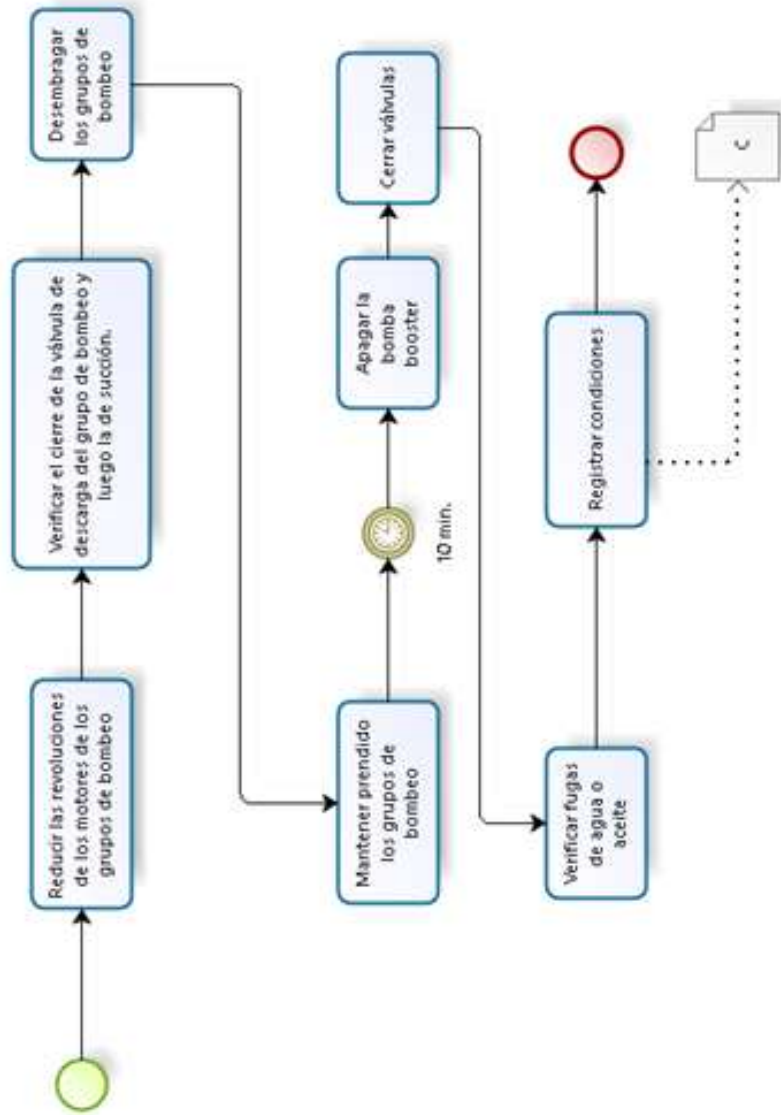 Reducir las revoluciones
de los motores de los
grupos de bombeo
Verificar el cierre de la válvula de
descarga del grupo de bombeo y
luego la de succión.
Desembragar
los grupos de
bombeo
Mantener prendido
los grupos de
bombeo
10 min.
Apagar la
bomba
booster
Cerrar válvulas
Verificar fugas
de agua o
aceite
Registrar condiciones
C